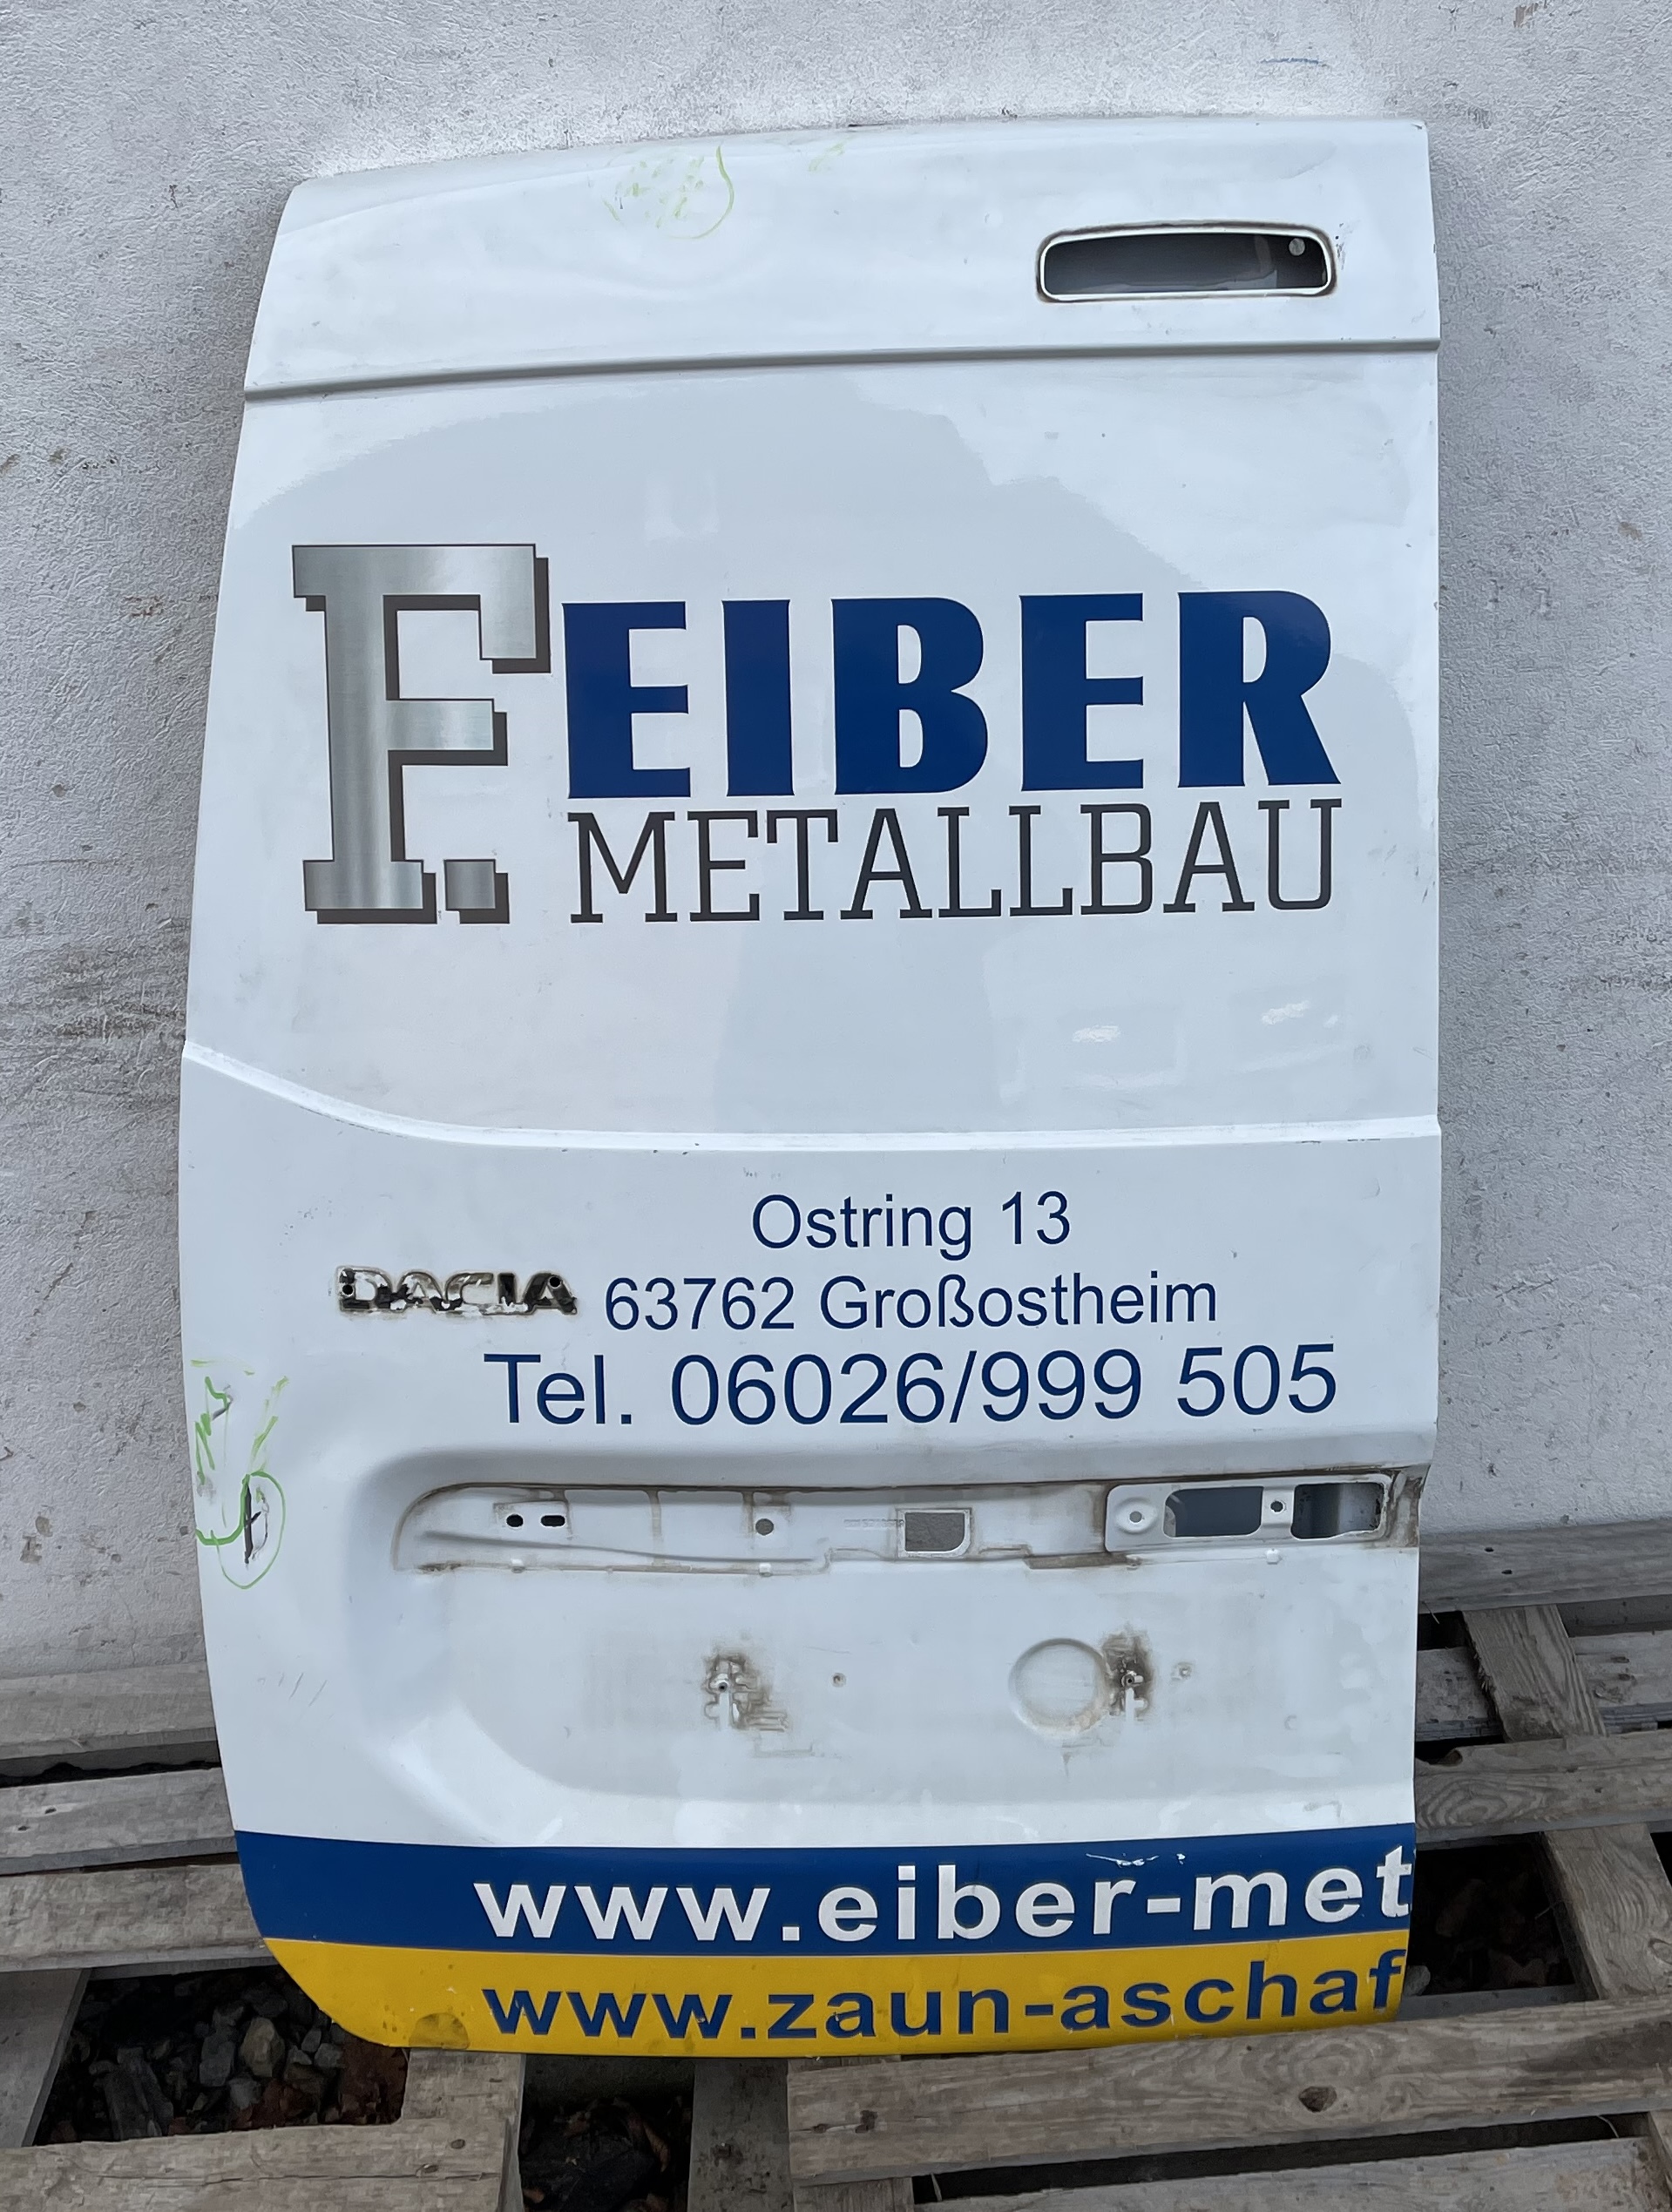 F.EIBER
METALLBAU
Ostring 13
DACIA
63762 Großostheim
Tel. 06026/999 505
www.eiber-met
www.zaun-aschaf